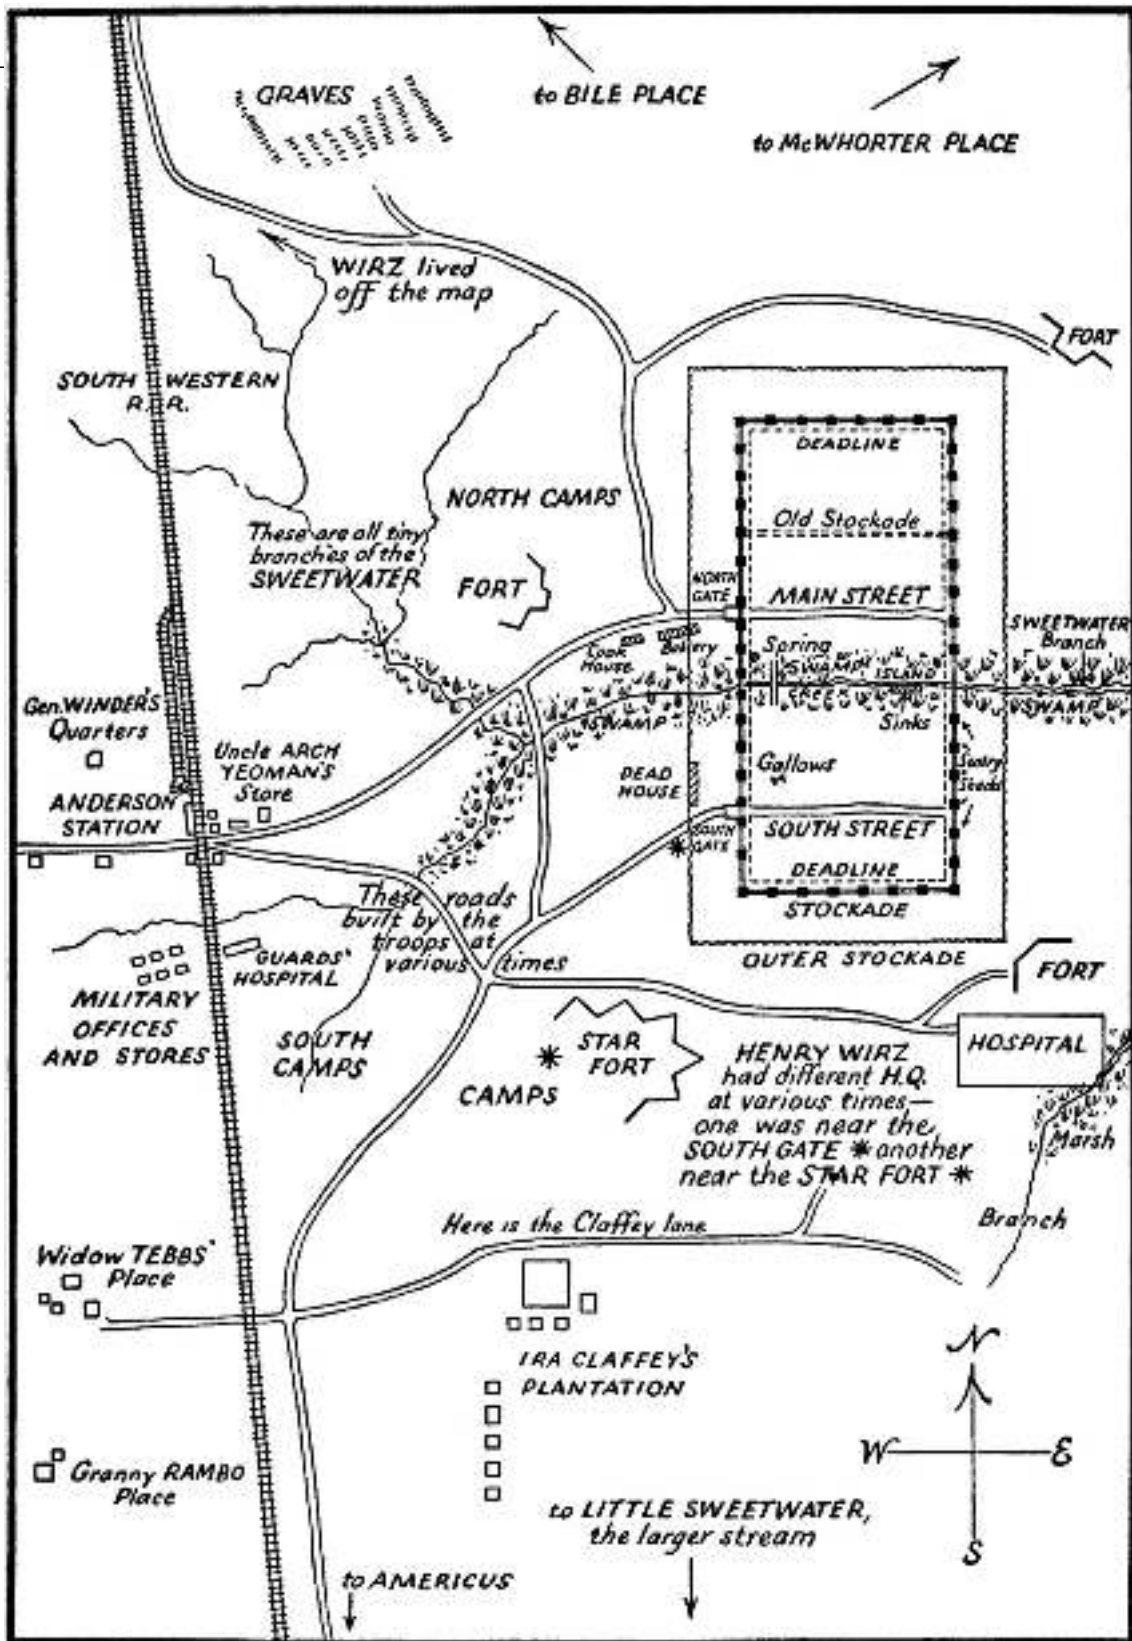 GRAVES
to BILE PLACE
to McWHORTER PLACE
WIRZ lived
off the map
FORT
SOUTH WESTERN
R.R.
DEADLINE
NORTH CAMPS
Old Stockade
These are all tiny
branches of the
SWEETWATER
FORT
NORTH
GATE
MAIN STREET
SWEETWATER
Branch
Cook
House
Bakery
Spring
SWAMP
ISLAND
CREEK
SWAMP
SWAMP
Sinks
Gen. WINDER'S
Quarters
Uncle ARCH
YEOMAN'S
Store
DEAD
HOUSE
Gallows
Sentry
Sheds
ANDERSON
STATION
SOUTH
GATE
SOUTH STREET
DEADLINE
STOCKADE
These roads
built by the
troops at
various times
OUTER STOCKADE
GUARDS'
HOSPITAL
FORT
MILITARY
OFFICES
AND STORES
SOUTH
CAMPS
STAR
FORT
CAMPS
HOSPITAL
HENRY WIRZ
had different H.Q.
at various times—
one was near the
SOUTH GATE * another
near the STAR FORT *
Marsh
Branch
Here is the Claffey lane
Widow TEBBS'
Place
IRA CLAFFEY'S
PLANTATION
N
W E
S
Granny RAMBO
Place
to LITTLE SWEETWATER,
the larger stream
to AMERICUS